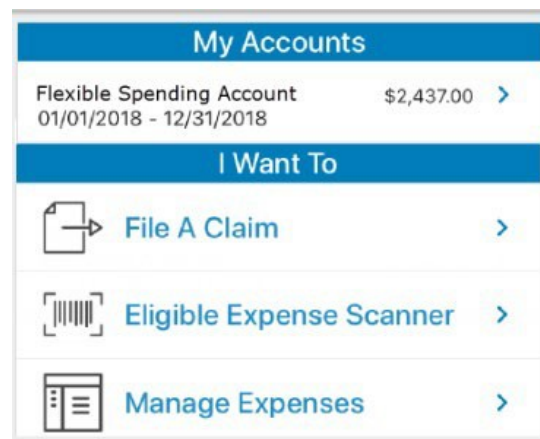 My Accounts
Flexible Spending Account $2,437.00
01/01/2018 - 12/31/2018
I Want To
File A Claim
Eligible Expense Scanner
Manage Expenses